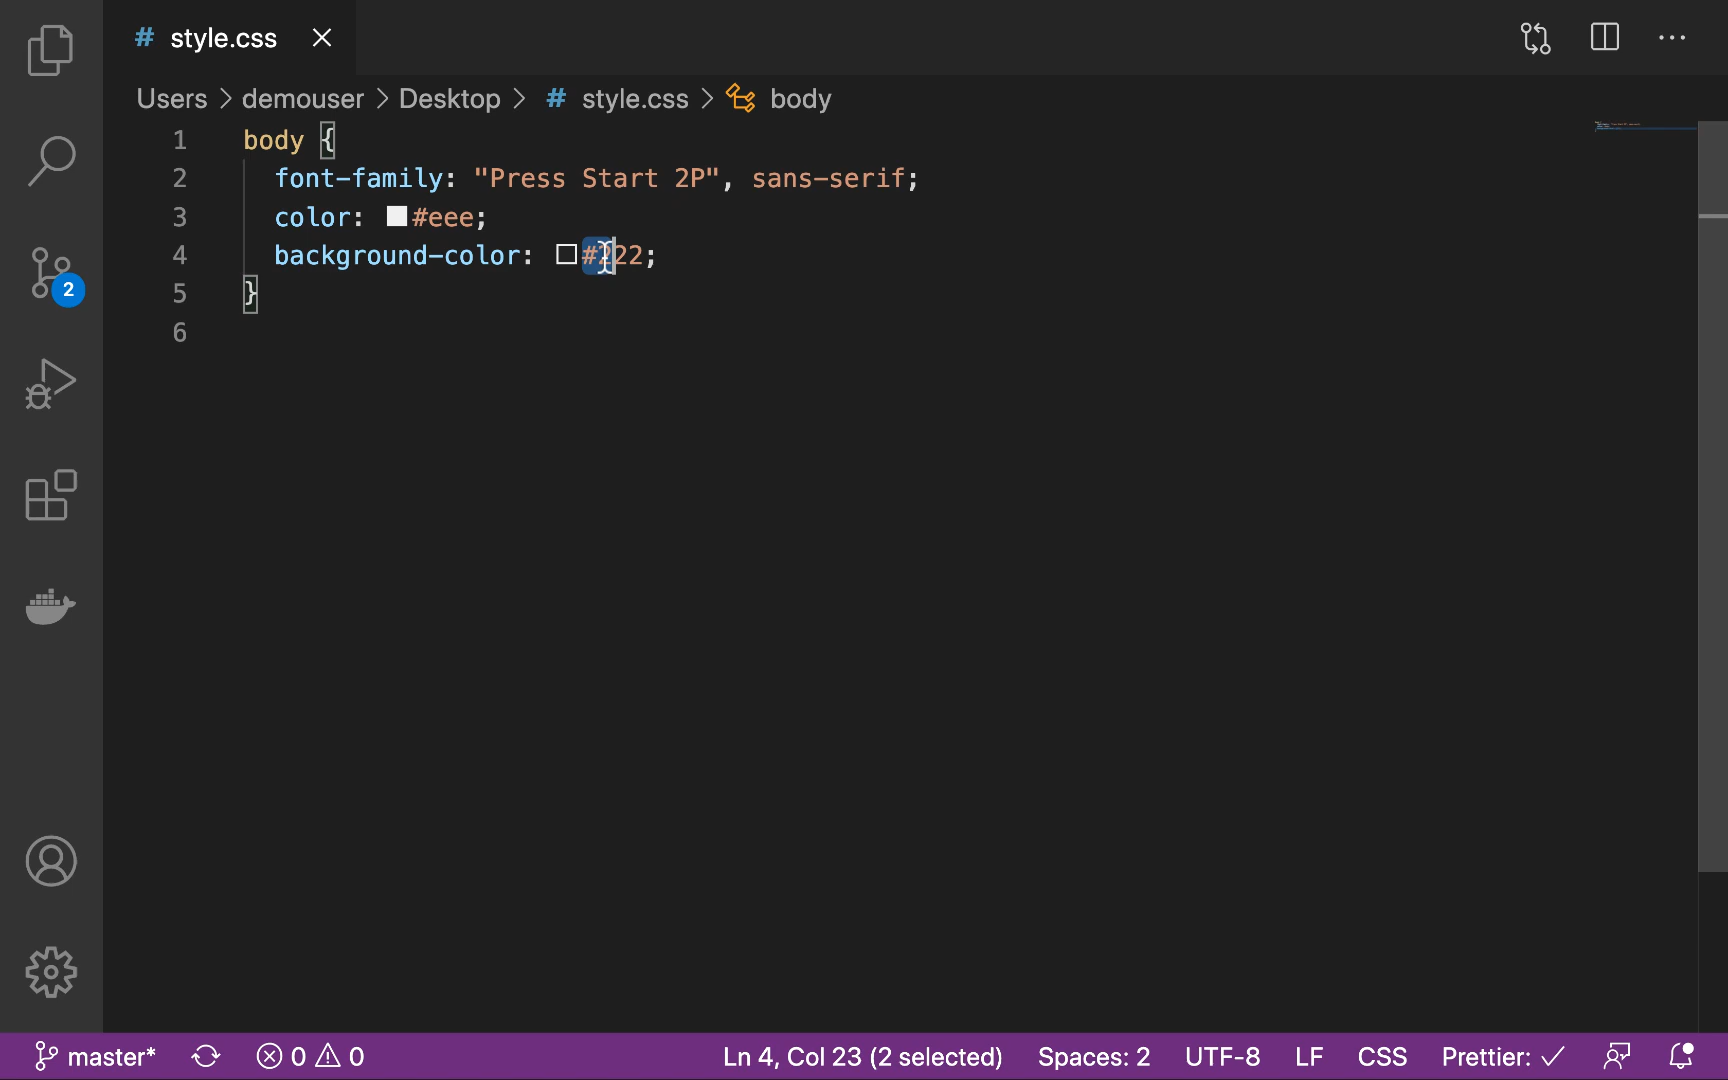 # style.css
Users > demouser > Desktop > # style.css > body
1 body {
2 font-family: "Press Start 2P", sans-serif;
3 color: #eee;
4 background-color: #222;
5 }
6
2
master* 0 0 Ln 4, Col 23 (2 selected) Spaces: 2 UTF-8 LF CSS Prettier: ✓